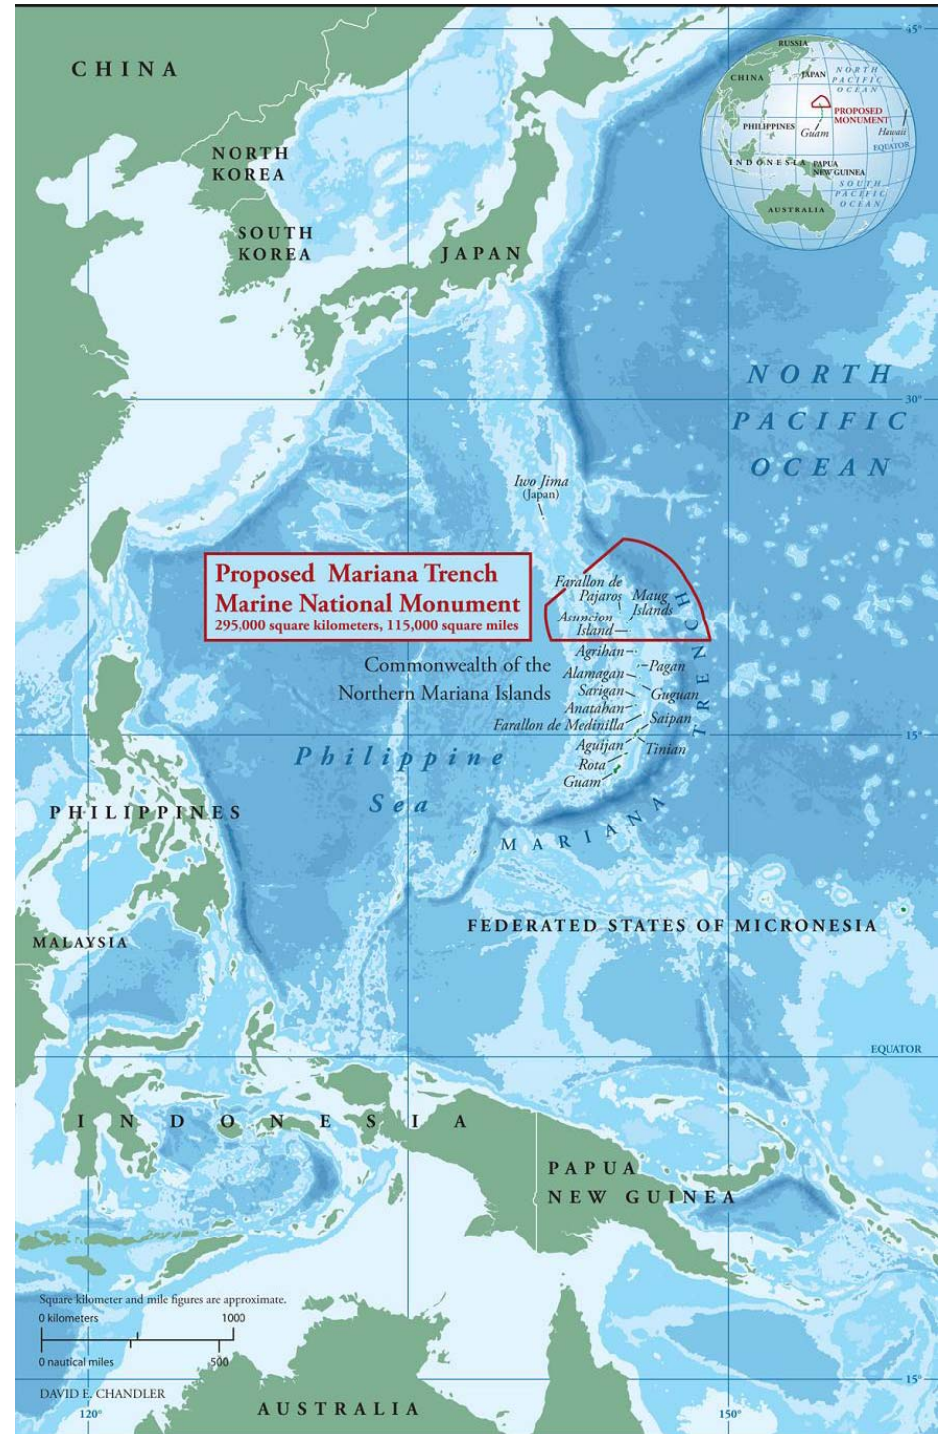 CHINA
NORTH
KOREA
SOUTH
KOREA
JAPAN
45°
RUSSIA
CHINA
JAPAN
NORTH
PACIFIC
OCEAN
PROPOSED
MONUMENT
PHILIPPINES
Guam
Hawaii
EQUATOR
INDONESIA
PAPUA
NEW GUINEA
SOUTH
PACIFIC
OCEAN
AUSTRALIA
NORTH
PACIFIC
OCEAN
30°
Iwo Jima
(Japan)
Proposed Mariana Trench
Marine National Monument
295,000 square kilometers, 115,000 square miles
Farallon de
Pajaros
Maug
Islands
Asuncion
Island
Commonwealth of the
Northern Mariana Islands
Agrihan
Pagan
Alamagan
Sarigan
Guguan
Anatahan
Farallon de Medinilla
Saipan
Aguijan
Tinian
Rota
Guam
15°
MARIANA TRENCH
Philippine
Sea
PHILIPPINES
MALAYSIA
FEDERATED STATES OF MICRONESIA
EQUATOR
INDONESIA
PAPUA
NEW GUINEA
Square kilometer and mile figures are approximate.
0 kilometers 1000
0 nautical miles 500
DAVID E. CHANDLER
AUSTRALIA
15°
120°
150°